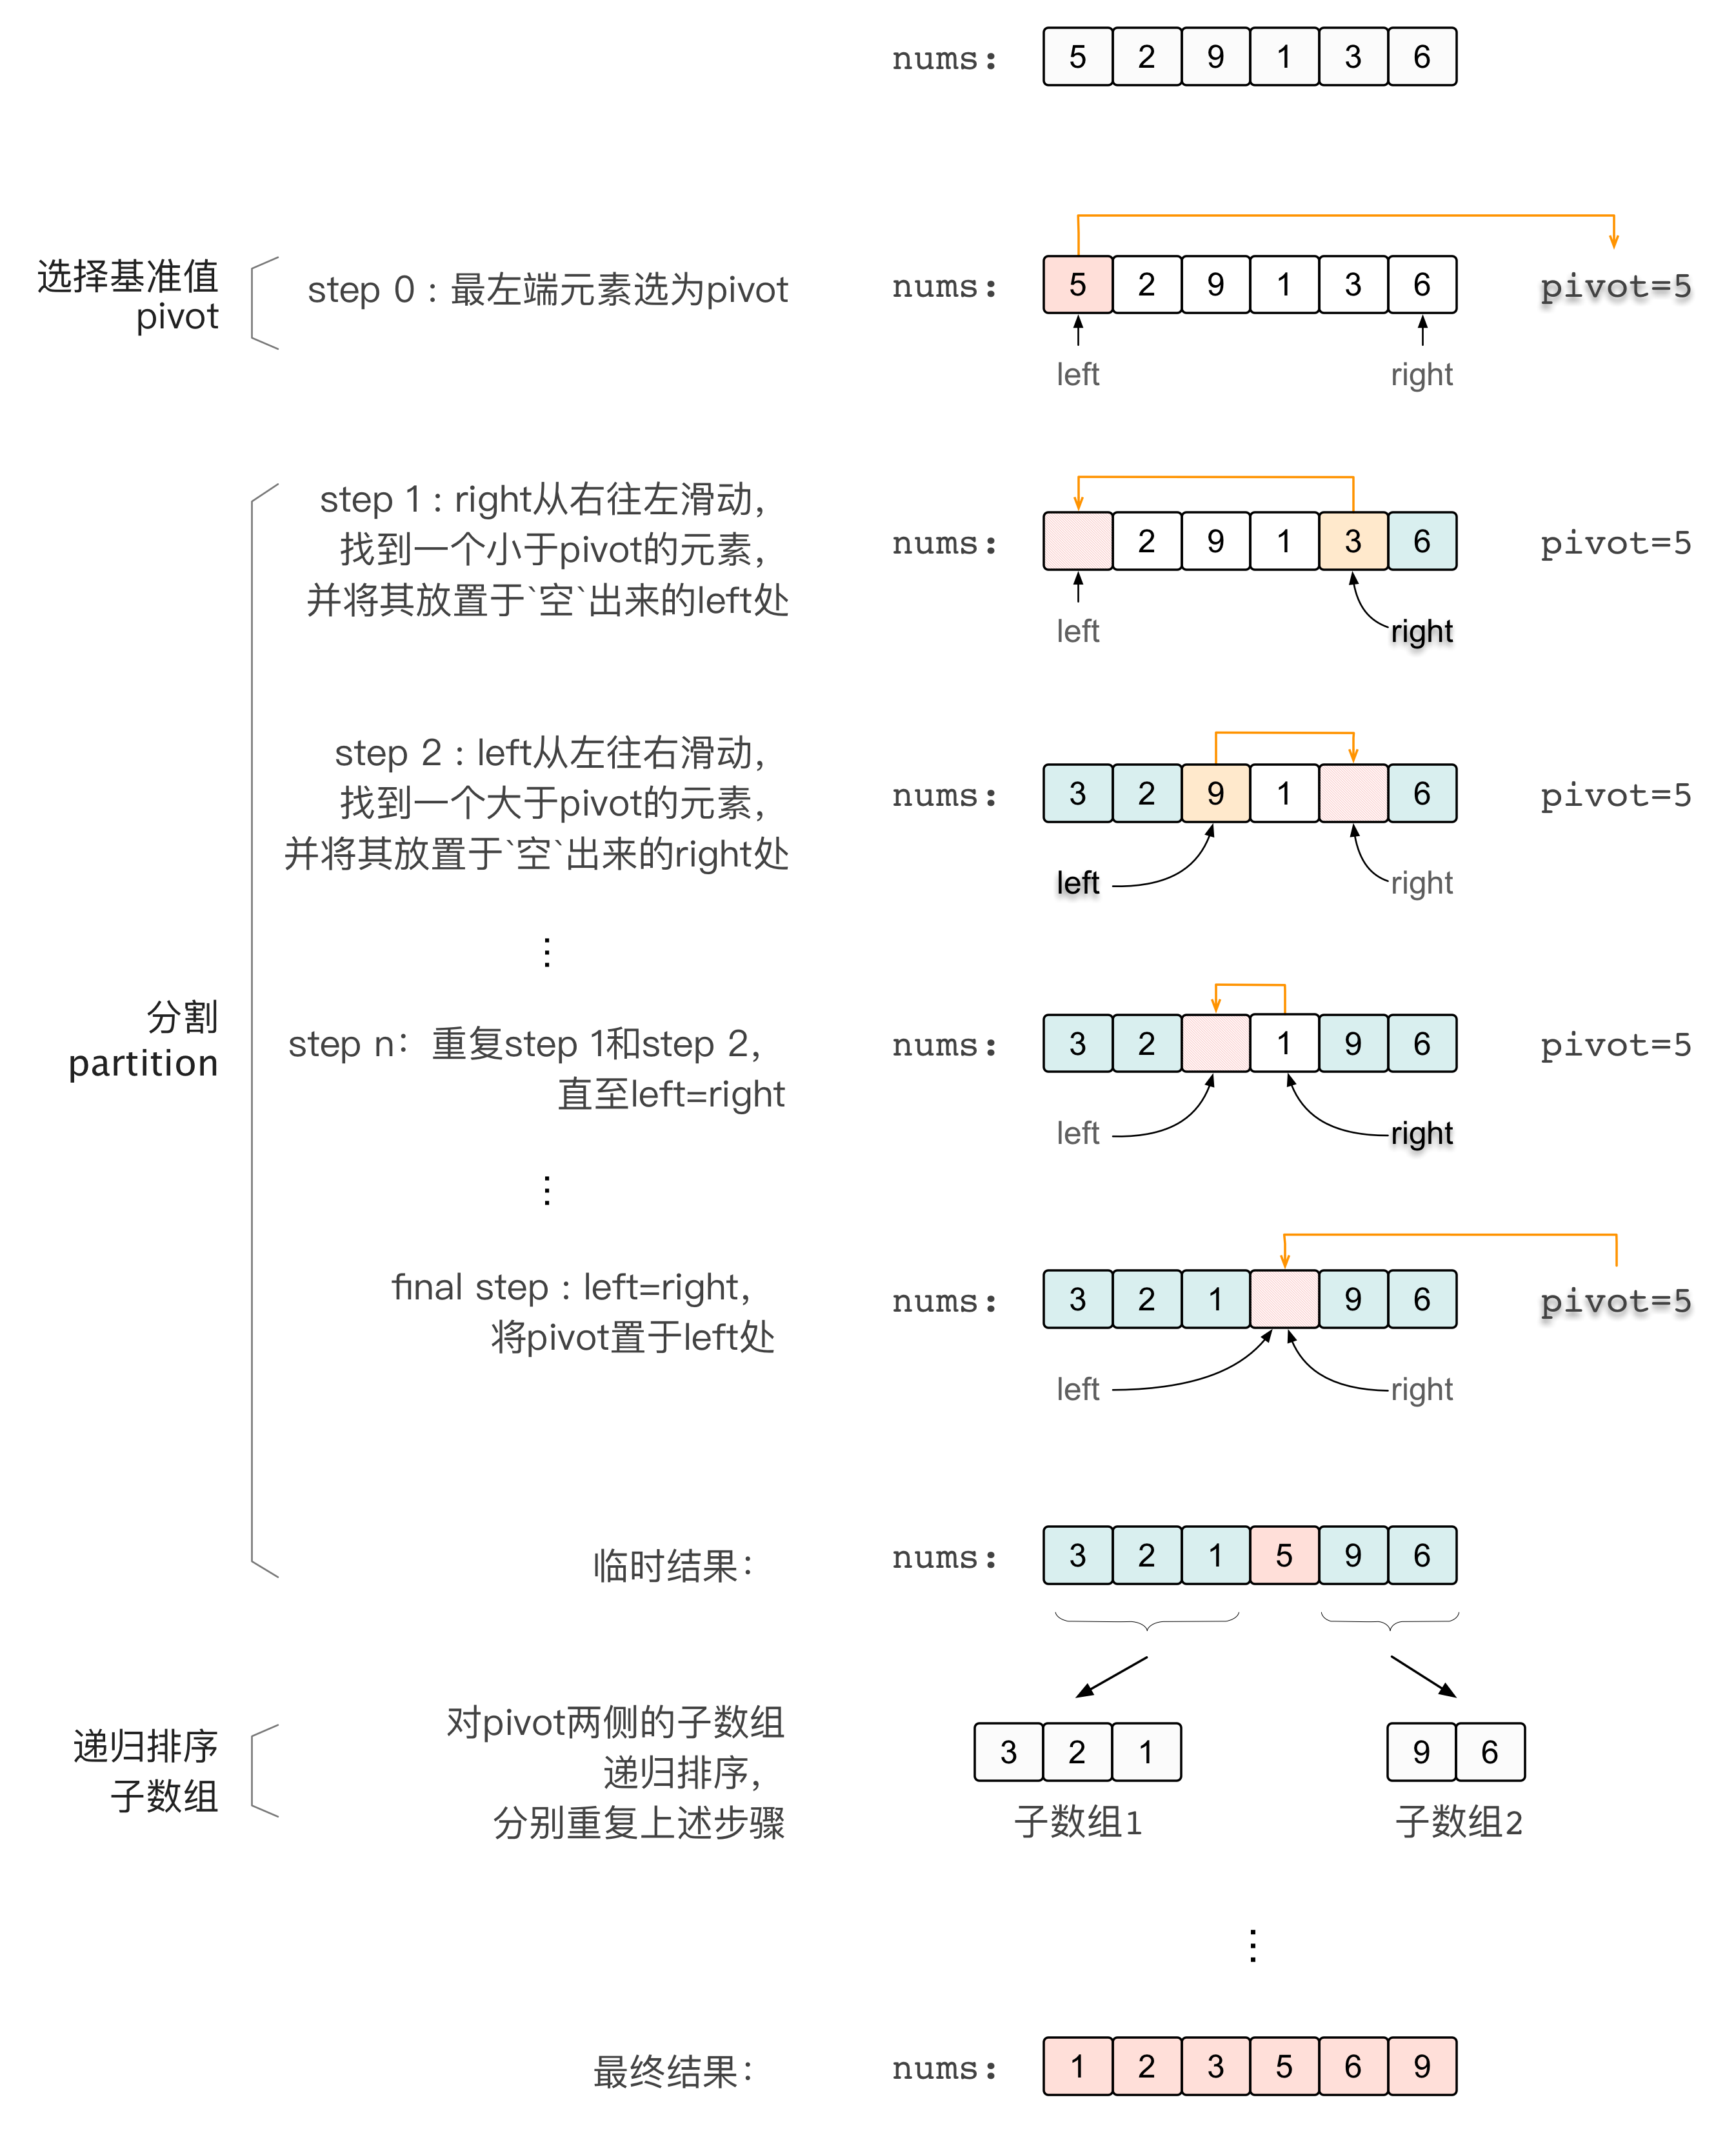 nums: 5 2 9 1 3 6
选择基准值
pivot
step 0 : 最左端元素选为pivot
nums: 5 2 9 1 3 6 pivot=5
left right
step 1 : right从右往左滑动，
找到一个小于pivot的元素，
并将其放置于`空`出来的left处
nums: 2 9 1 3 6 pivot=5
left right
step 2 : left从左往右滑动，
找到一个大于pivot的元素，
并将其放置于`空`出来的right处
nums: 3 2 9 1 6 pivot=5
left right
⋮
分割
partition
step n： 重复step 1和step 2，
直至left=right
nums: 3 2 1 9 6 pivot=5
left right
⋮
final step : left=right，
将pivot置于left处
nums: 3 2 1 9 6 pivot=5
left right
临时结果：
nums: 3 2 1 5 9 6
递归排序
子数组
对pivot两侧的子数组
递归排序，
分别重复上述步骤
3 2 1 9 6
子数组1 子数组2
⋮
最终结果：
nums: 1 2 3 5 6 9